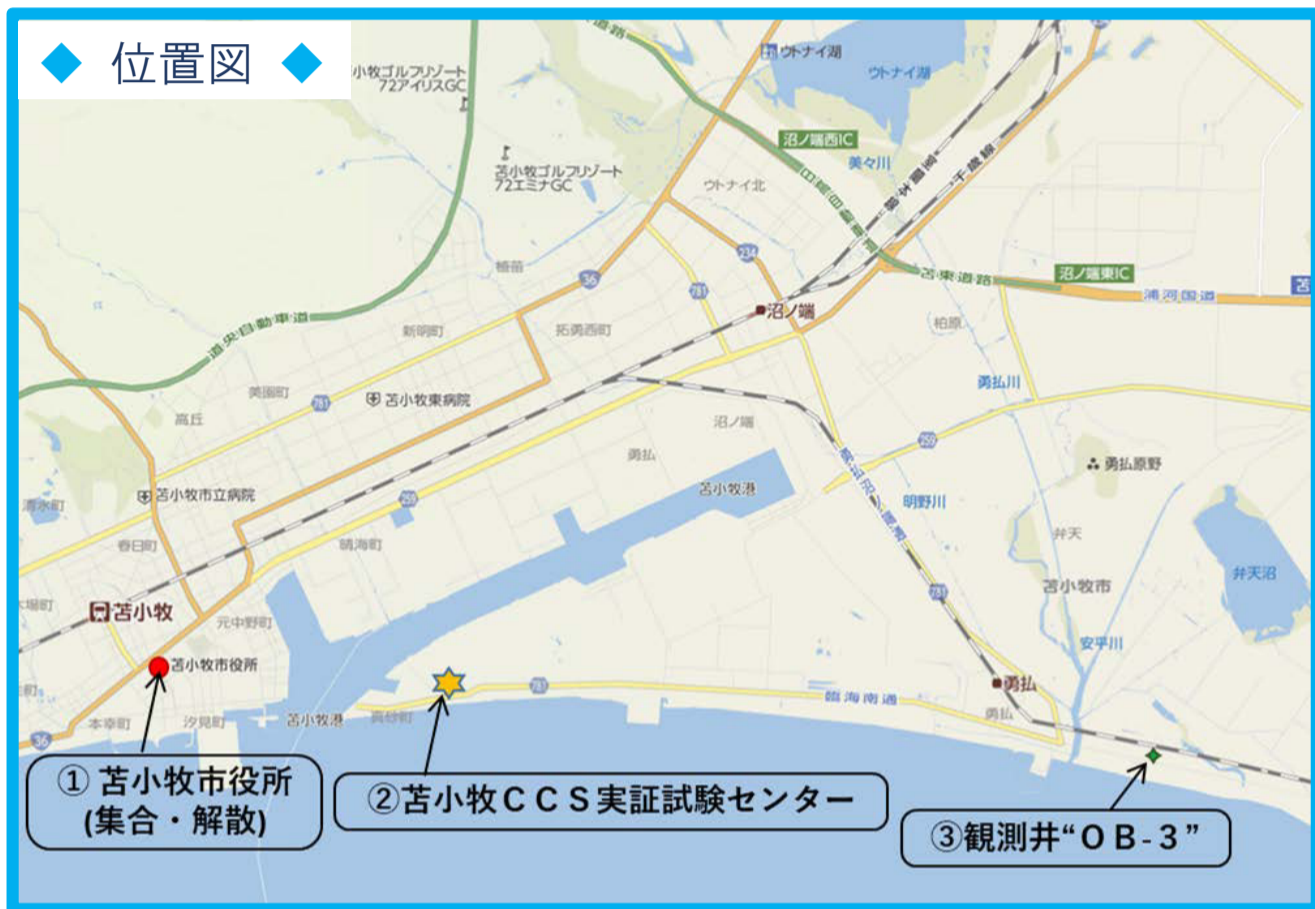 ◆ 位置図 ◆
小牧ゴルフリゾート
72アイリスGC
ウトナイ湖
ウトナイ湖
沼ノ端西IC
美々川
苫小牧ゴルフリゾート
72エミナGC
ウトナイ北
室蘭本線
千歳線
日高自動車道
234
植苗
36
781
苫東道路
沼ノ端東IC
浦河国道
沼ノ端
道央自動車道
新明町
拓勇西町
柏原
美園町
781
苫小牧東病院
勇払川
高丘
沼ノ端
259
勇払
勇払原野
苫小牧市立病院
259
苫小牧港
明野川
清水町
春日町
晴海町
弁天
弁天沼
苫小牧市
781
苫小牧
元中野町
安平川
苫小牧市役所
781
臨海南通
勇払
勇払
本幸町
汐見町
苫小牧港
真砂町
36
① 苫小牧市役所
(集合・解散)
②苫小牧CCS実証試験センター
③観測井“OB-3”